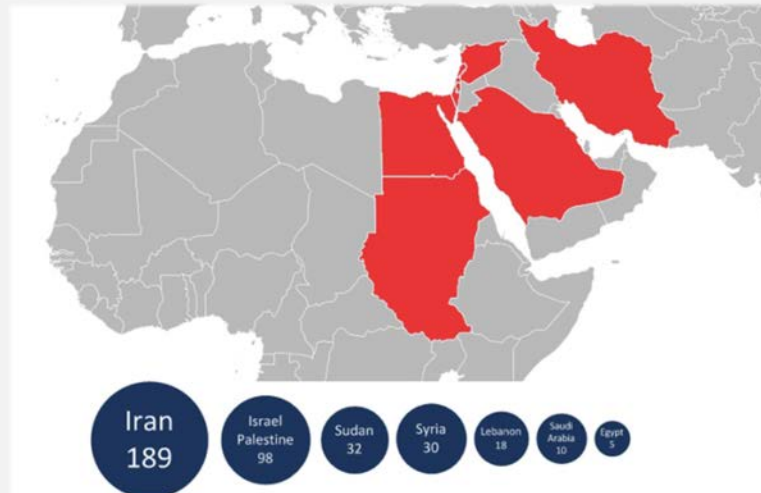 Iran
189
Israel
Palestine
98
Sudan
32
Syria
30
Lebanon
18
Saudi
Arabia
10
Egypt
5